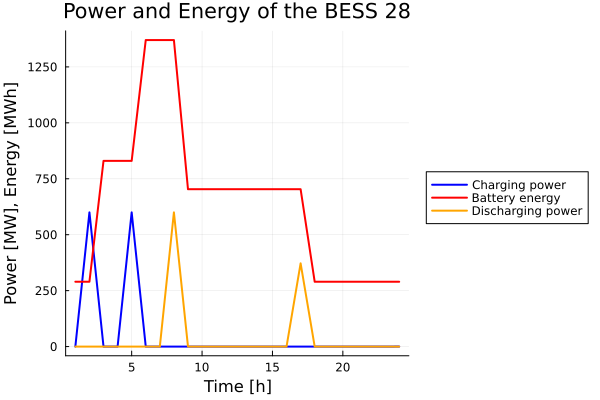 Power and Energy of the BESS 28
Power [MW], Energy [MWh]
1250
1000
750
500
250
0
5
10
15
20
Time [h]
Charging power
Battery energy
Discharging power